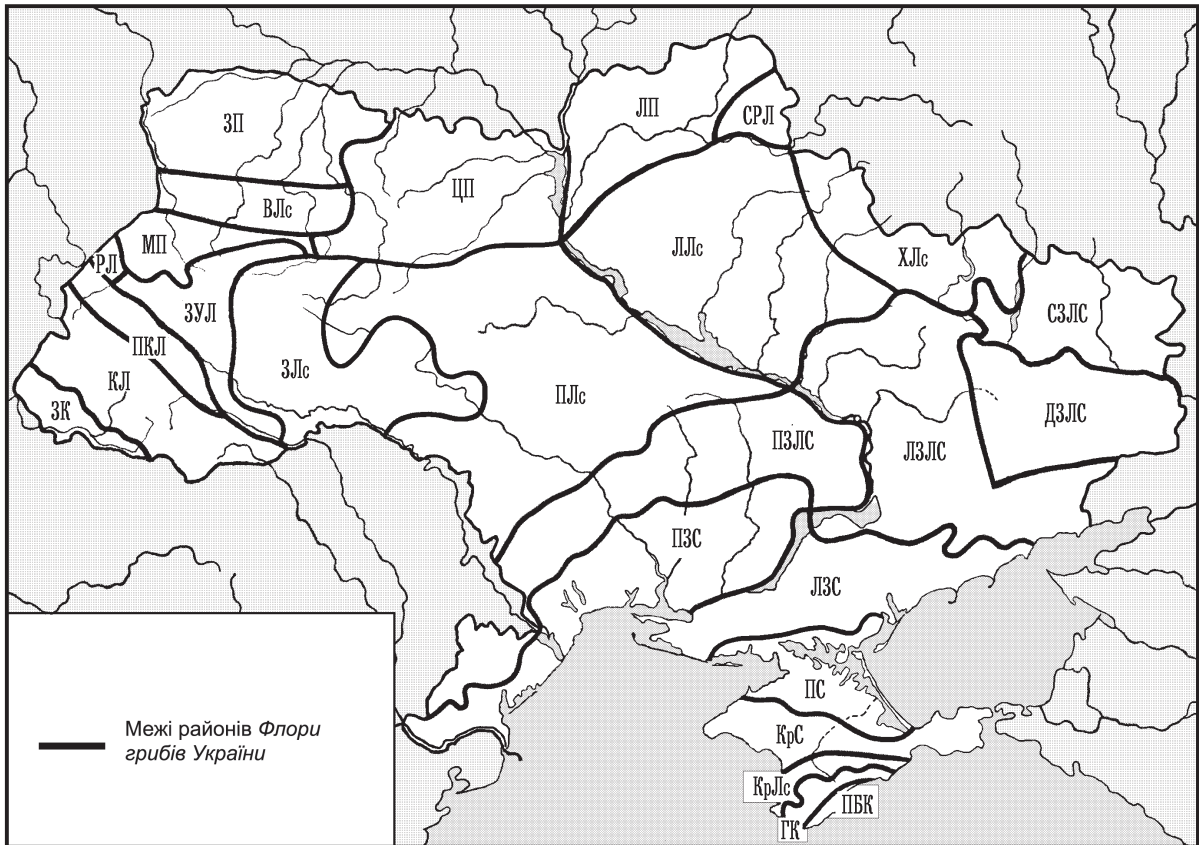 ЛП
СРЛ
ЗП
ЦП
ВЛс
МП
РЛ
ЛЛс
ХЛс
ЗУЛ
СЗЛС
ПКЛ
ЗЛс
КЛ
ПЛс
ЗК
ДЗЛС
ПЗЛС
ЛЗЛС
ПЗС
ЛЗС
ПС
КрС
КрЛс
ПБК
ГК
Межі районів Флори
грибів України